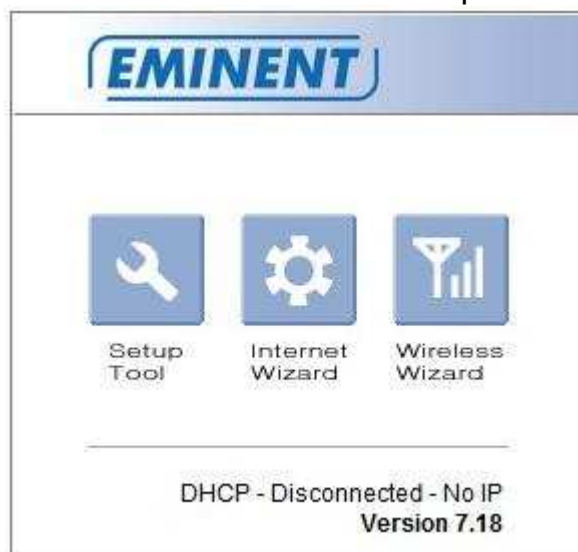 EMINENT
Setup Tool
Internet Wizard
Wireless Wizard
DHCP - Disconnected - No IP
Version 7.18